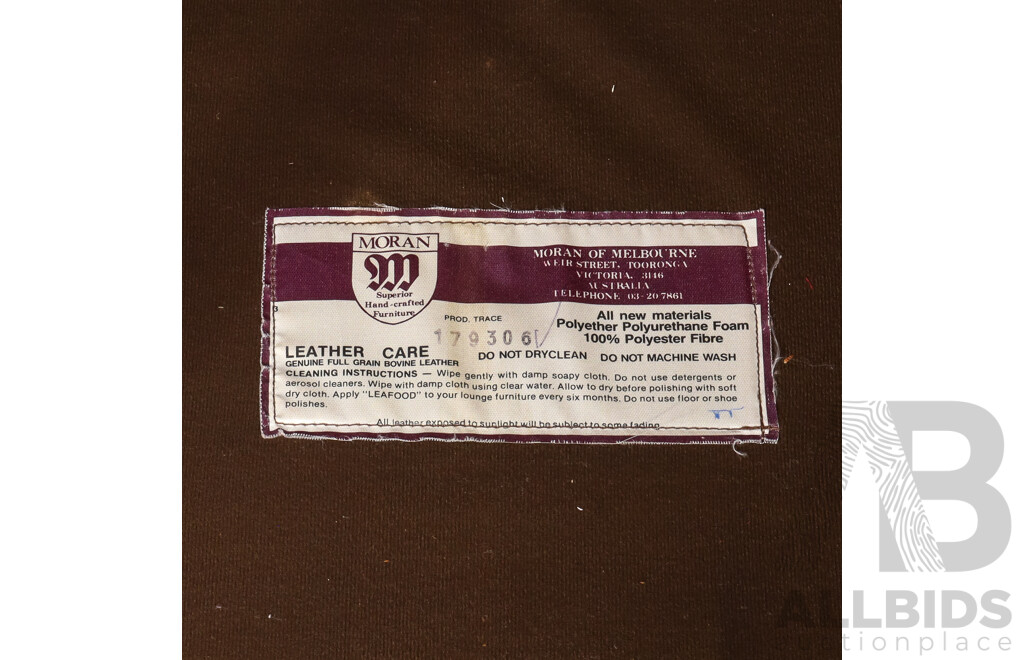 MORAN
M
Superior
Hand-crafted
Furniture
MORAN OF MELBOURNE
WEIR STREET, TOORONGA
VICTORIA, 3146
AUSTRALIA
TELEPHONE 03-20 7861
3
PROD. TRACE
179306
All new materials
Polyether Polyurethane Foam
100% Polyester Fibre
LEATHER CARE
GENUINE FULL GRAIN BOVINE LEATHER
DO NOT DRYCLEAN DO NOT MACHINE WASH
CLEANING INSTRUCTIONS — Wipe gently with damp soapy cloth. Do not use detergents or
aerosol cleaners. Wipe with damp cloth using clear water. Allow to dry before polishing with soft
dry cloth. Apply "LEAFOOD" to your lounge furniture every six months. Do not use floor or shoe
polishes.
All leather exposed to sunlight will be subject to some fading.
AB
ALLBIDS
auctionplace